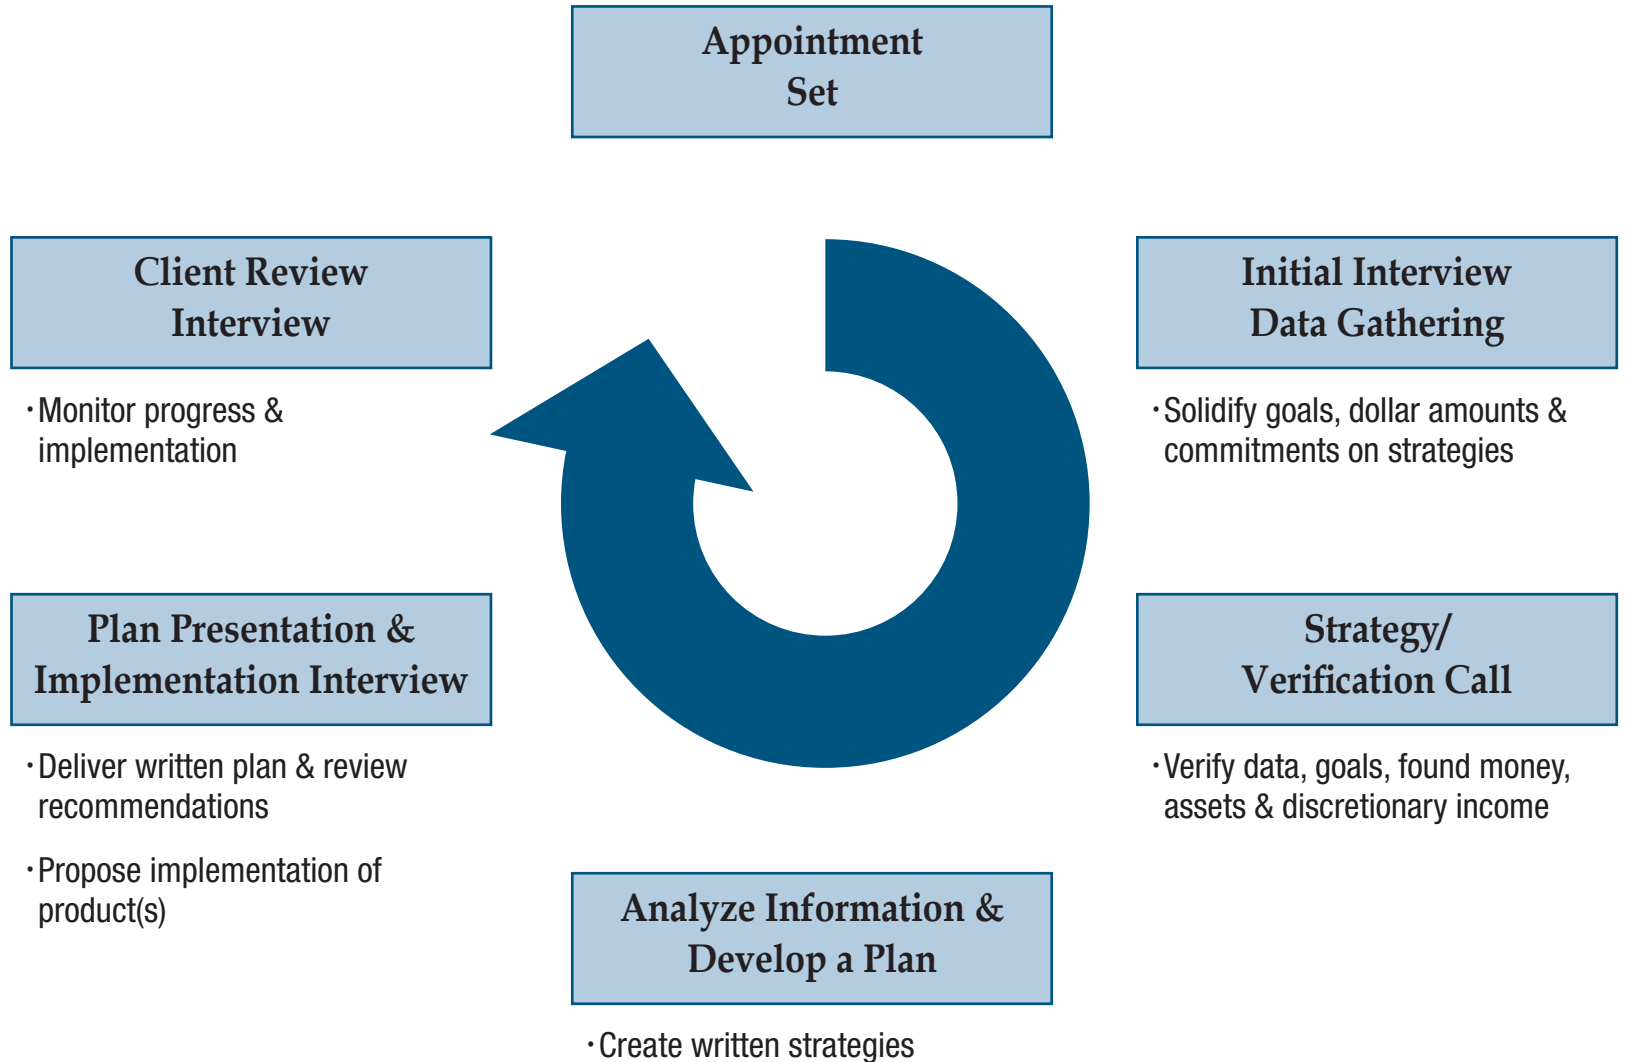 Appointment
Set
Client Review
Interview
·Monitor progress &
implementation
Initial Interview
Data Gathering
·Solidify goals, dollar amounts &
commitments on strategies
Plan Presentation &
Implementation Interview
·Deliver written plan & review
recommendations
·Propose implementation of
product(s)
Strategy/
Verification Call
·Verify data, goals, found money,
assets & discretionary income
Analyze Information &
Develop a Plan
·Create written strategies